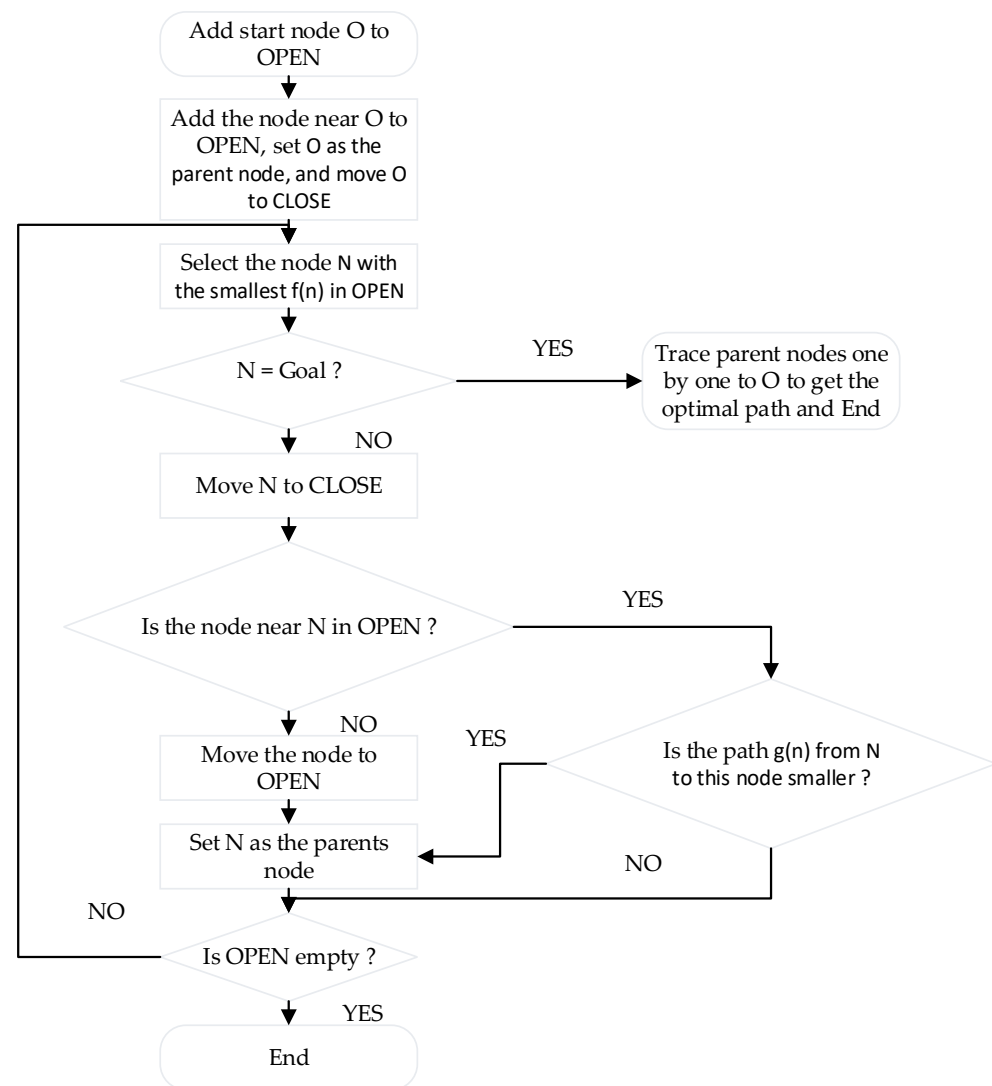 Add start node O to
OPEN
Add the node near O to
OPEN, set O as the
parent node, and move O
to CLOSE
Select the node N with
the smallest f(n) in OPEN
N = Goal ?
YES
Trace parent nodes one
by one to O to get the
optimal path and End
NO
Move N to CLOSE
Is the node near N in OPEN ?
YES
NO
Move the node to
OPEN
YES
Is the path g(n) from N
to this node smaller ?
Set N as the parents
node
NO
NO
Is OPEN empty ?
YES
End